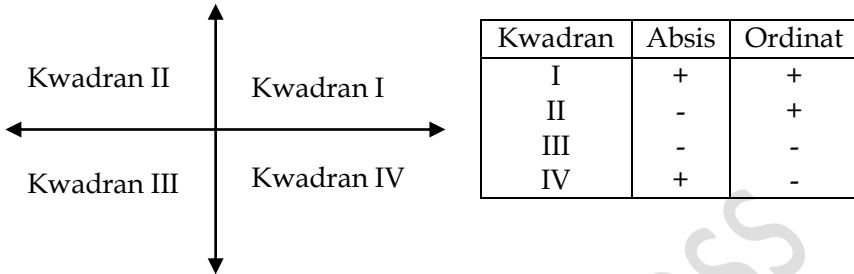 Kwadran II
Kwadran I
Kwadran III
Kwadran IV
Kwadran Absis Ordinat
I + +
II - +
III - -
IV + -